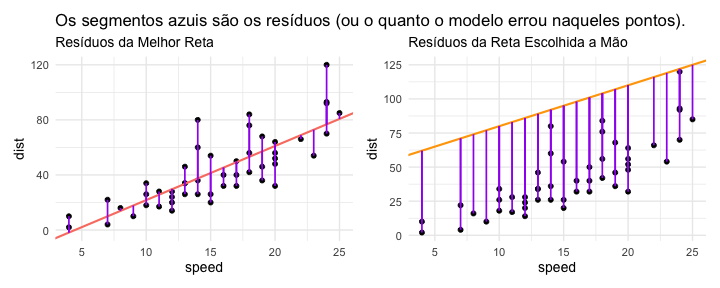 Os segmentos azuis são os resíduos (ou o quanto o modelo errou naqueles pontos).
Resíduos da Melhor Reta
120
80
40
0
dist
5 10 15 20 25
speed
Resíduos da Reta Escolhida a Mão
125
100
75
50
25
0
dist
5 10 15 20 25
speed